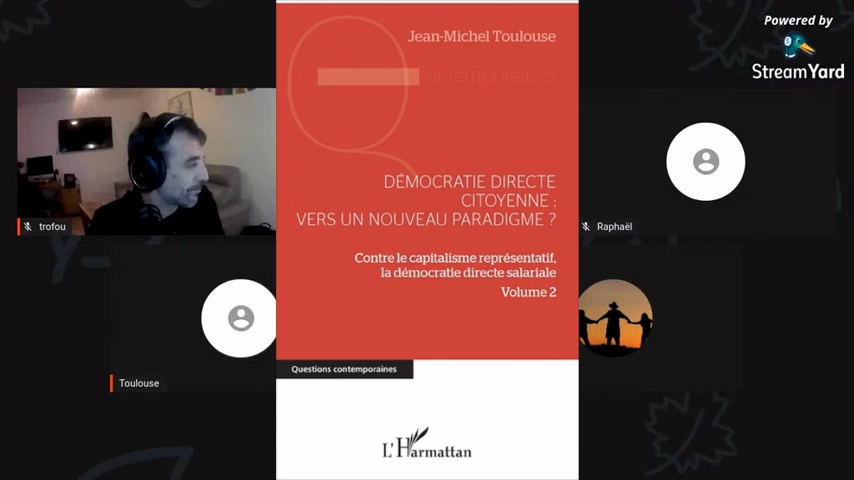 Powered by
StreamYard
Jean-Michel Toulouse
contemporaines
DÉMOCRATIE DIRECTE
CITOYENNE :
VERS UN NOUVEAU PARADIGME ?
Contre le capitalisme représentatif,
la démocratie directe salariale
Volume 2
Questions contemporaines
L'Harmattan
trofou
Raphaël
Toulouse